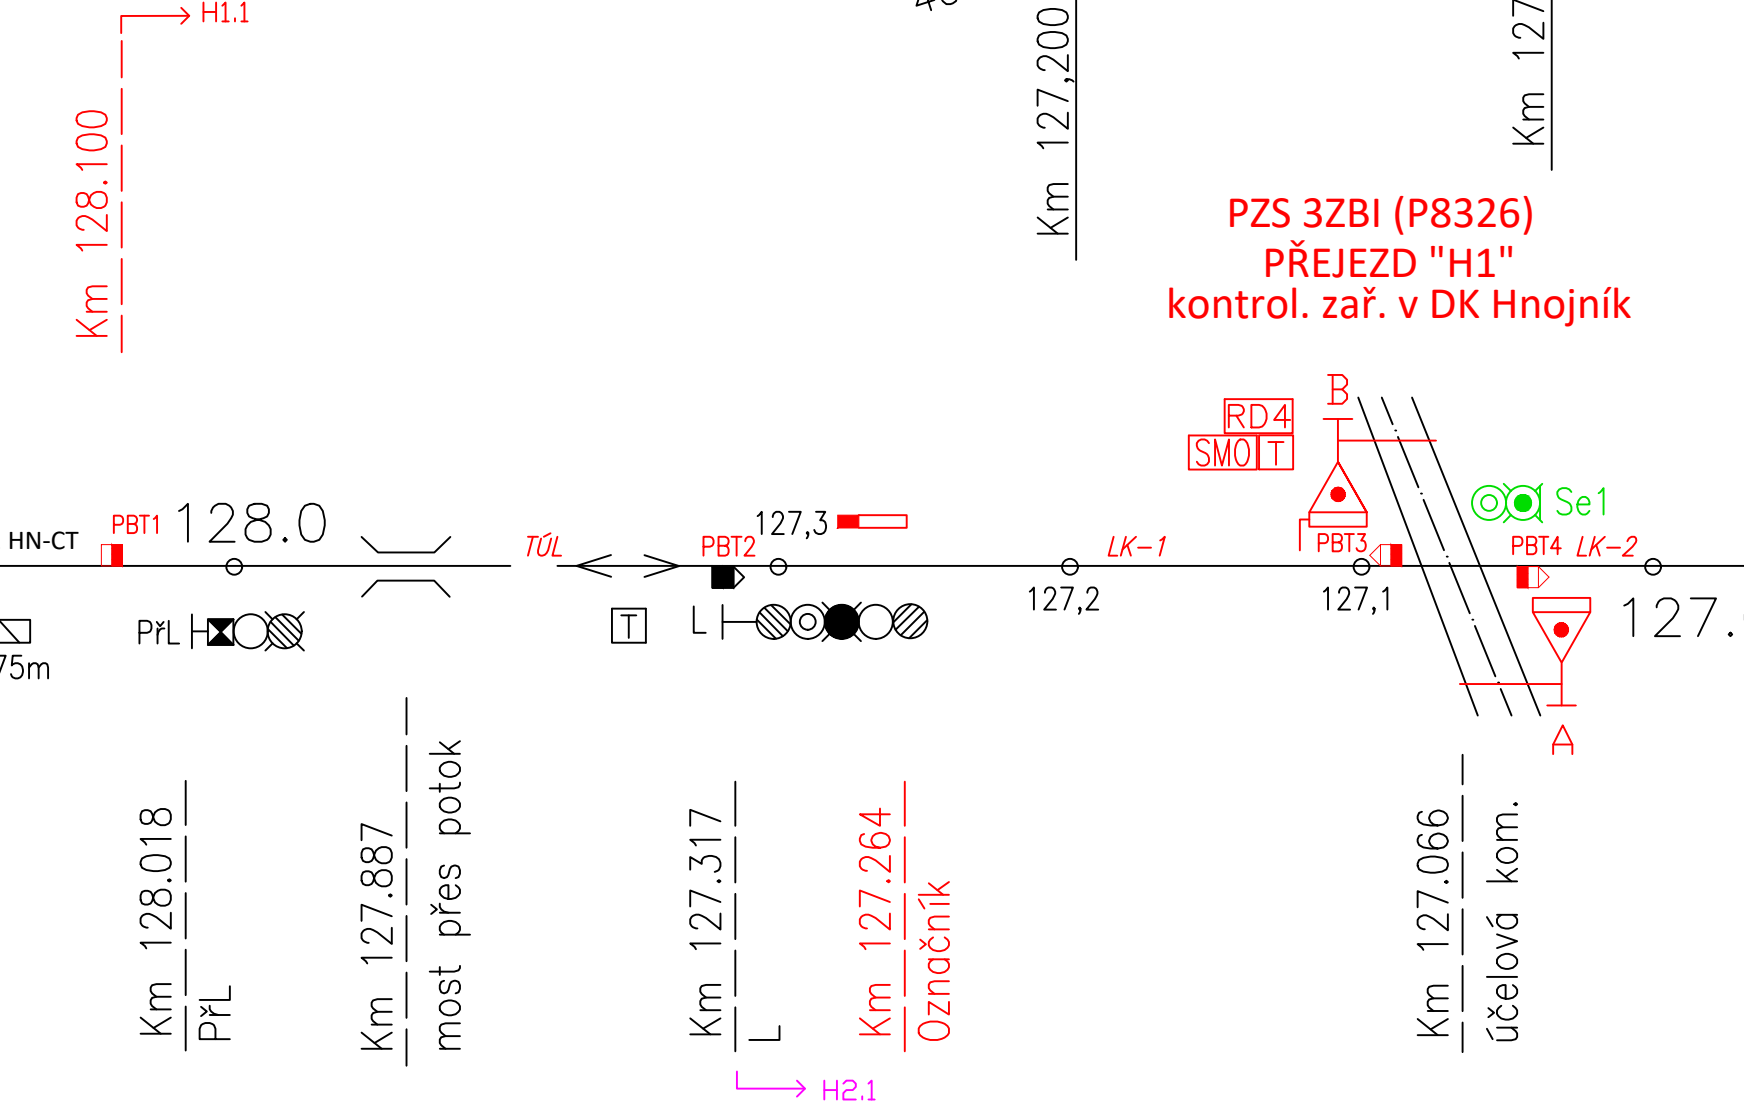 H1.1
Km 128.100
Km 127,200
Km 127
PZS 3ZBI (P8326)
PŘEJEZD "H1"
kontrol. zař. v DK Hnojník
B
RD4
SMO T
Se1
HN-CT
PBT1
128.0
TÚL
PBT2
127,3
LK-1
PBT3
PBT4
LK-2
127,2
127,1
127.
PřL
T
L
75m
A
Km 128.018
PřL
Km 127.887
most přes potok
Km 127.317
L
Km 127.264
Označník
Km 127.066
účelová kom.
H2.1